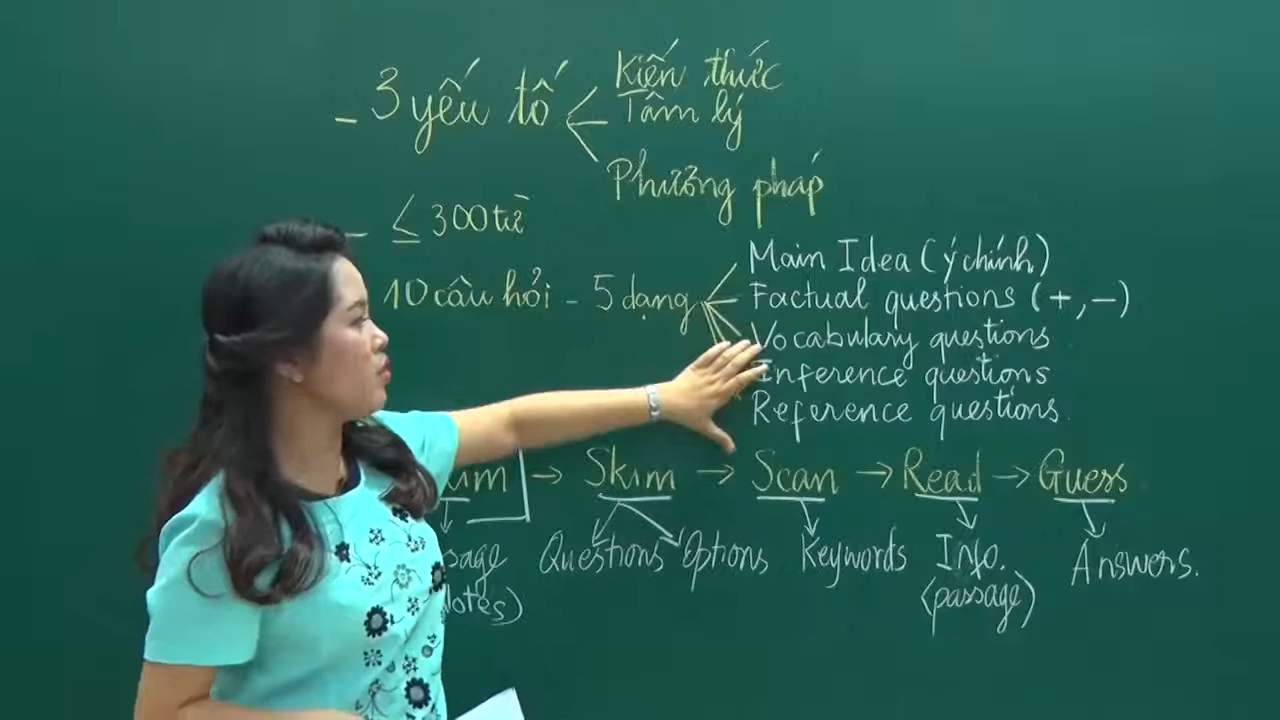 - 3 yếu tố
Kiến thức
Tâm lý
Phương pháp
- ≤ 300 từ
10 câu hỏi - 5 dạng
Main Idea (ý chính)
Factual questions (+, -)
Vocabulary questions
Inference questions
Reference questions.
→ Skim → Scan → Read → Guess
Questions Options Keywords Info. Answers.
(passage)